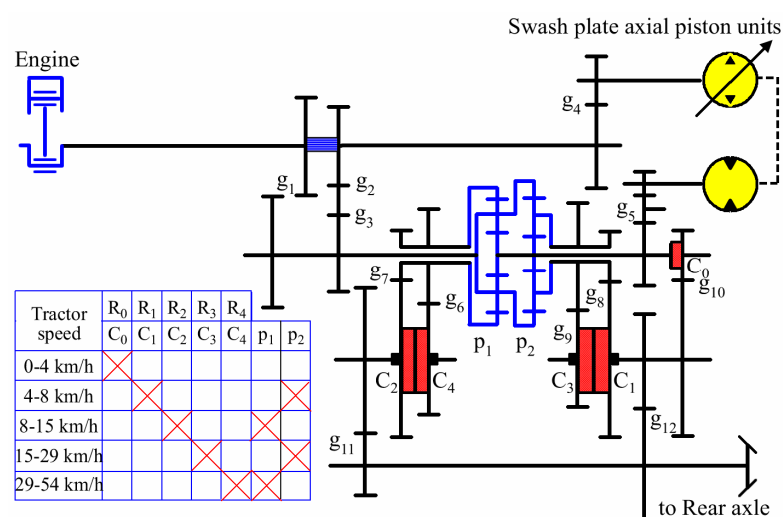 Swash plate axial piston units
Engine
g4
g1
g2
g3
g5
C0
g10
g7
g6
g8
g9
p1
p2
C2
C4
C3
C1
g11
g12
to Rear axle
Tractor speed R0 R1 R2 R3 R4
C0 C1 C2 C3 C4 p1 p2
0-4 km/h
4-8 km/h
8-15 km/h
15-29 km/h
29-54 km/h